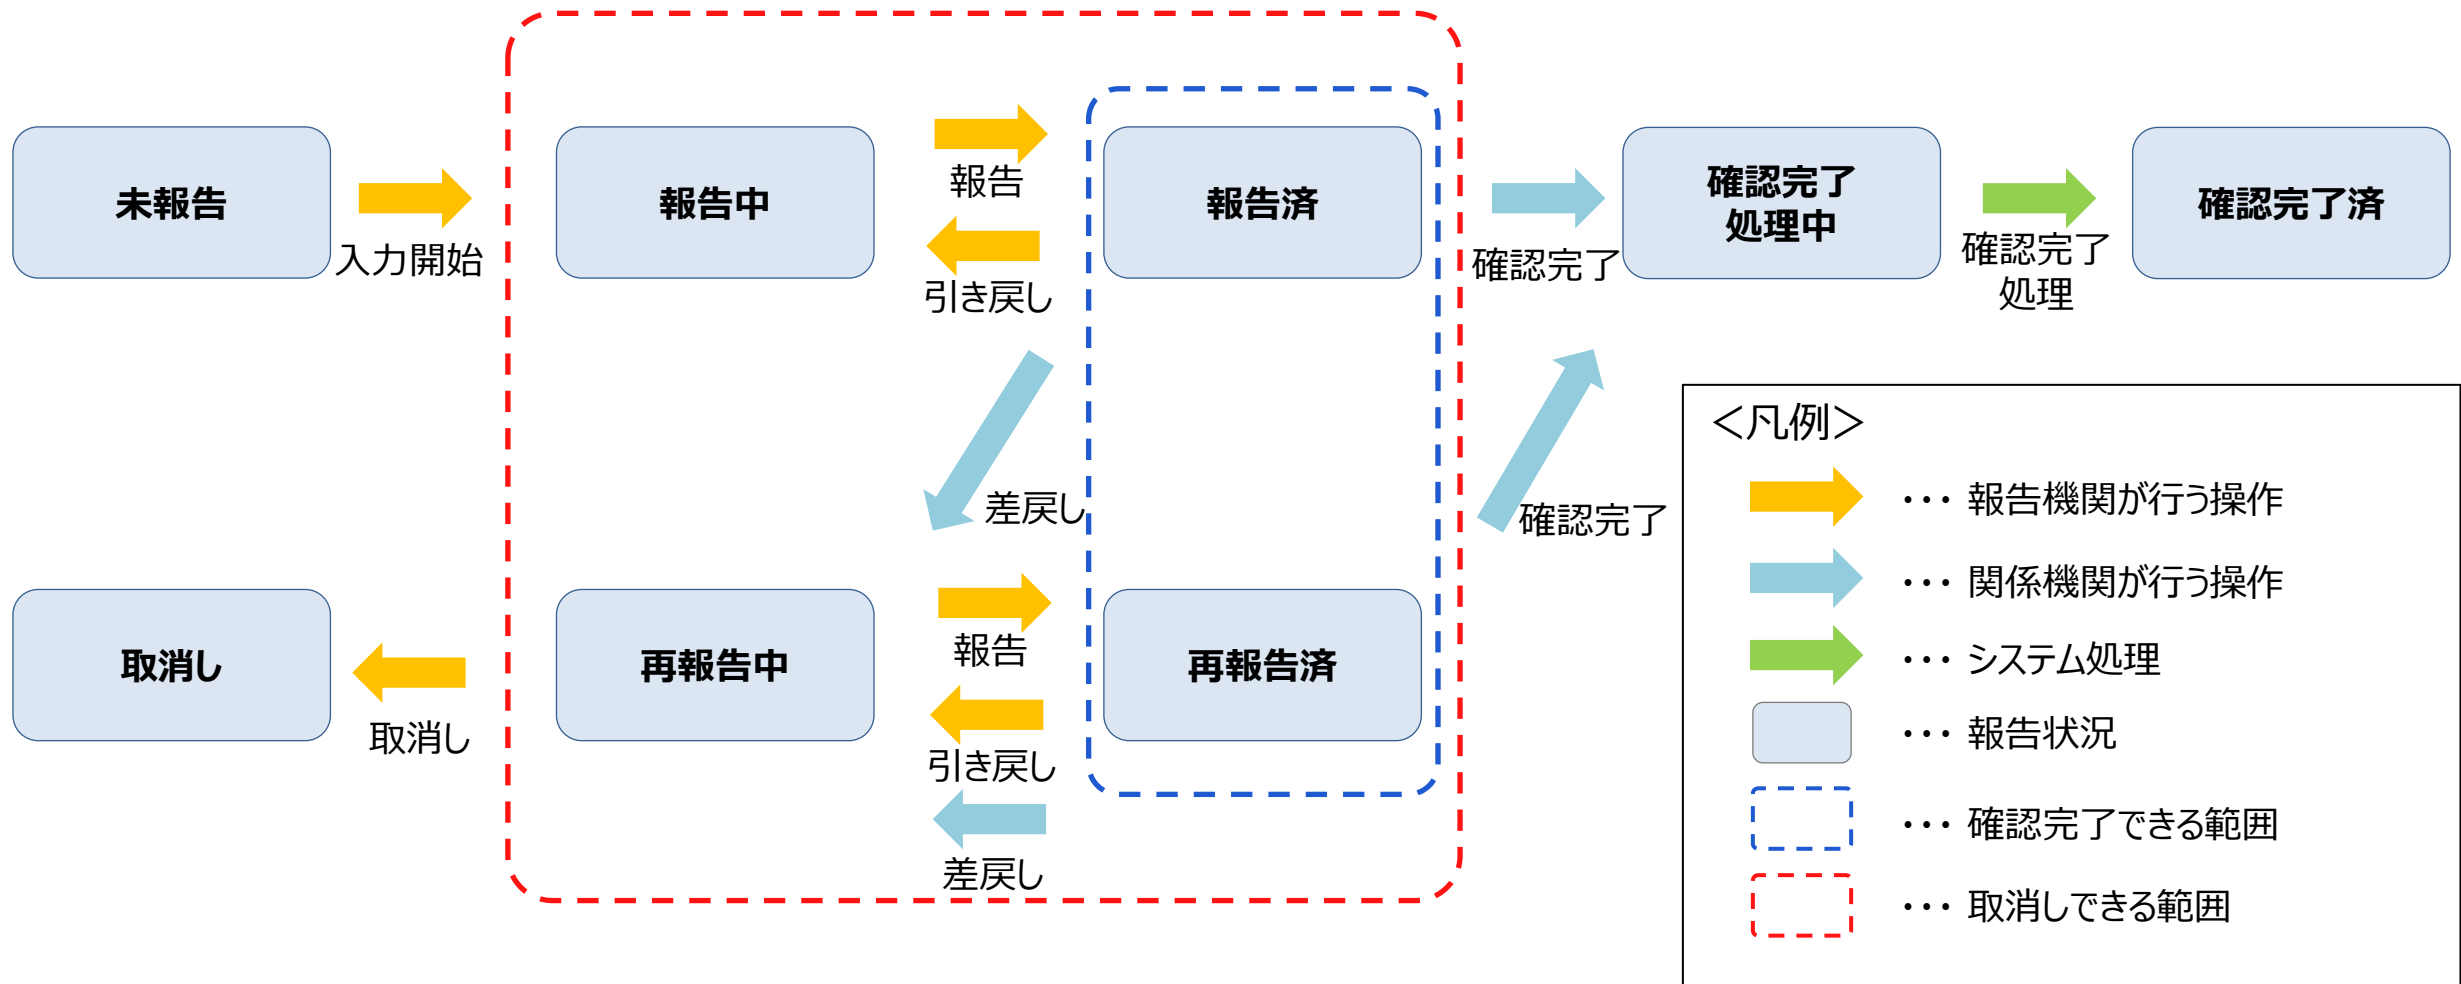 未報告
入力開始
報告中
報告
引き戻し
報告済
確認完了
確認完了
処理中
確認完了
処理
確認完了済
差戻し
確認完了
取消し
取消し
再報告中
報告
引き戻し
差戻し
再報告済
＜凡例＞
・・・ 報告機関が行う操作
・・・ 関係機関が行う操作
・・・ システム処理
・・・ 報告状況
・・・ 確認完了できる範囲
・・・ 取消しできる範囲